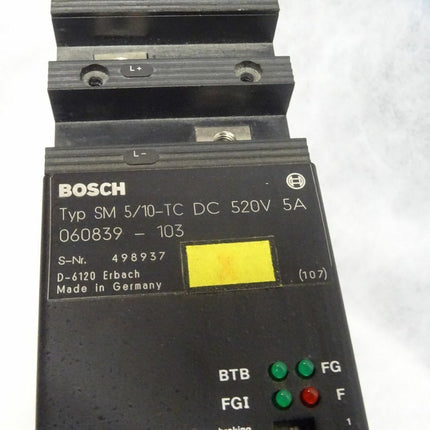 L+
L-
BOSCH
Typ SM 5/10-TC DC 520V 5A
060839 - 103
S-Nr. 498937
D-6120 Erbach
Made in Germany
(107)
BTB FG
FGI F
1